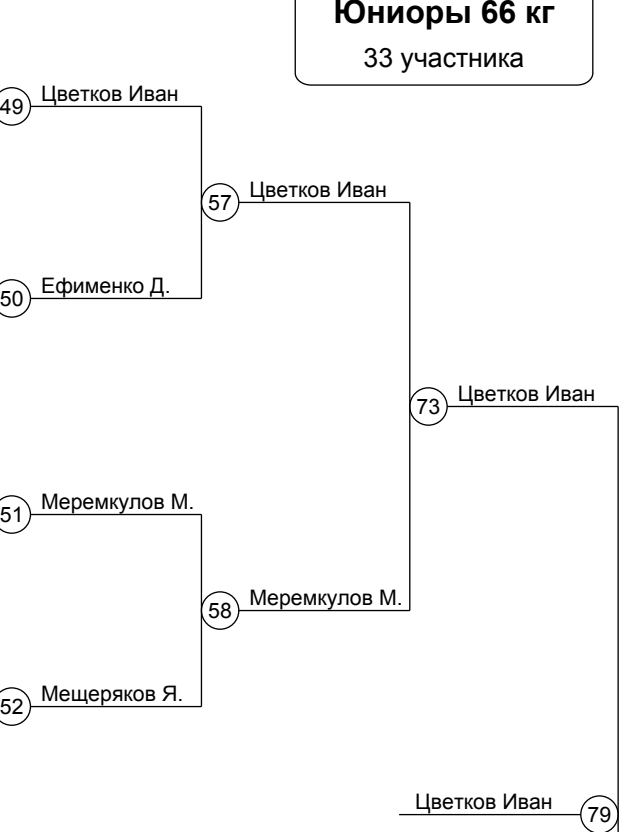 Юниоры 66 кг
33 участника
49 Цветков Иван
57 Цветков Иван
50 Ефименко Д.
73 Цветков Иван
51 Меремкулов М.
58 Меремкулов М.
52 Мещеряков Я.
Цветков Иван 79